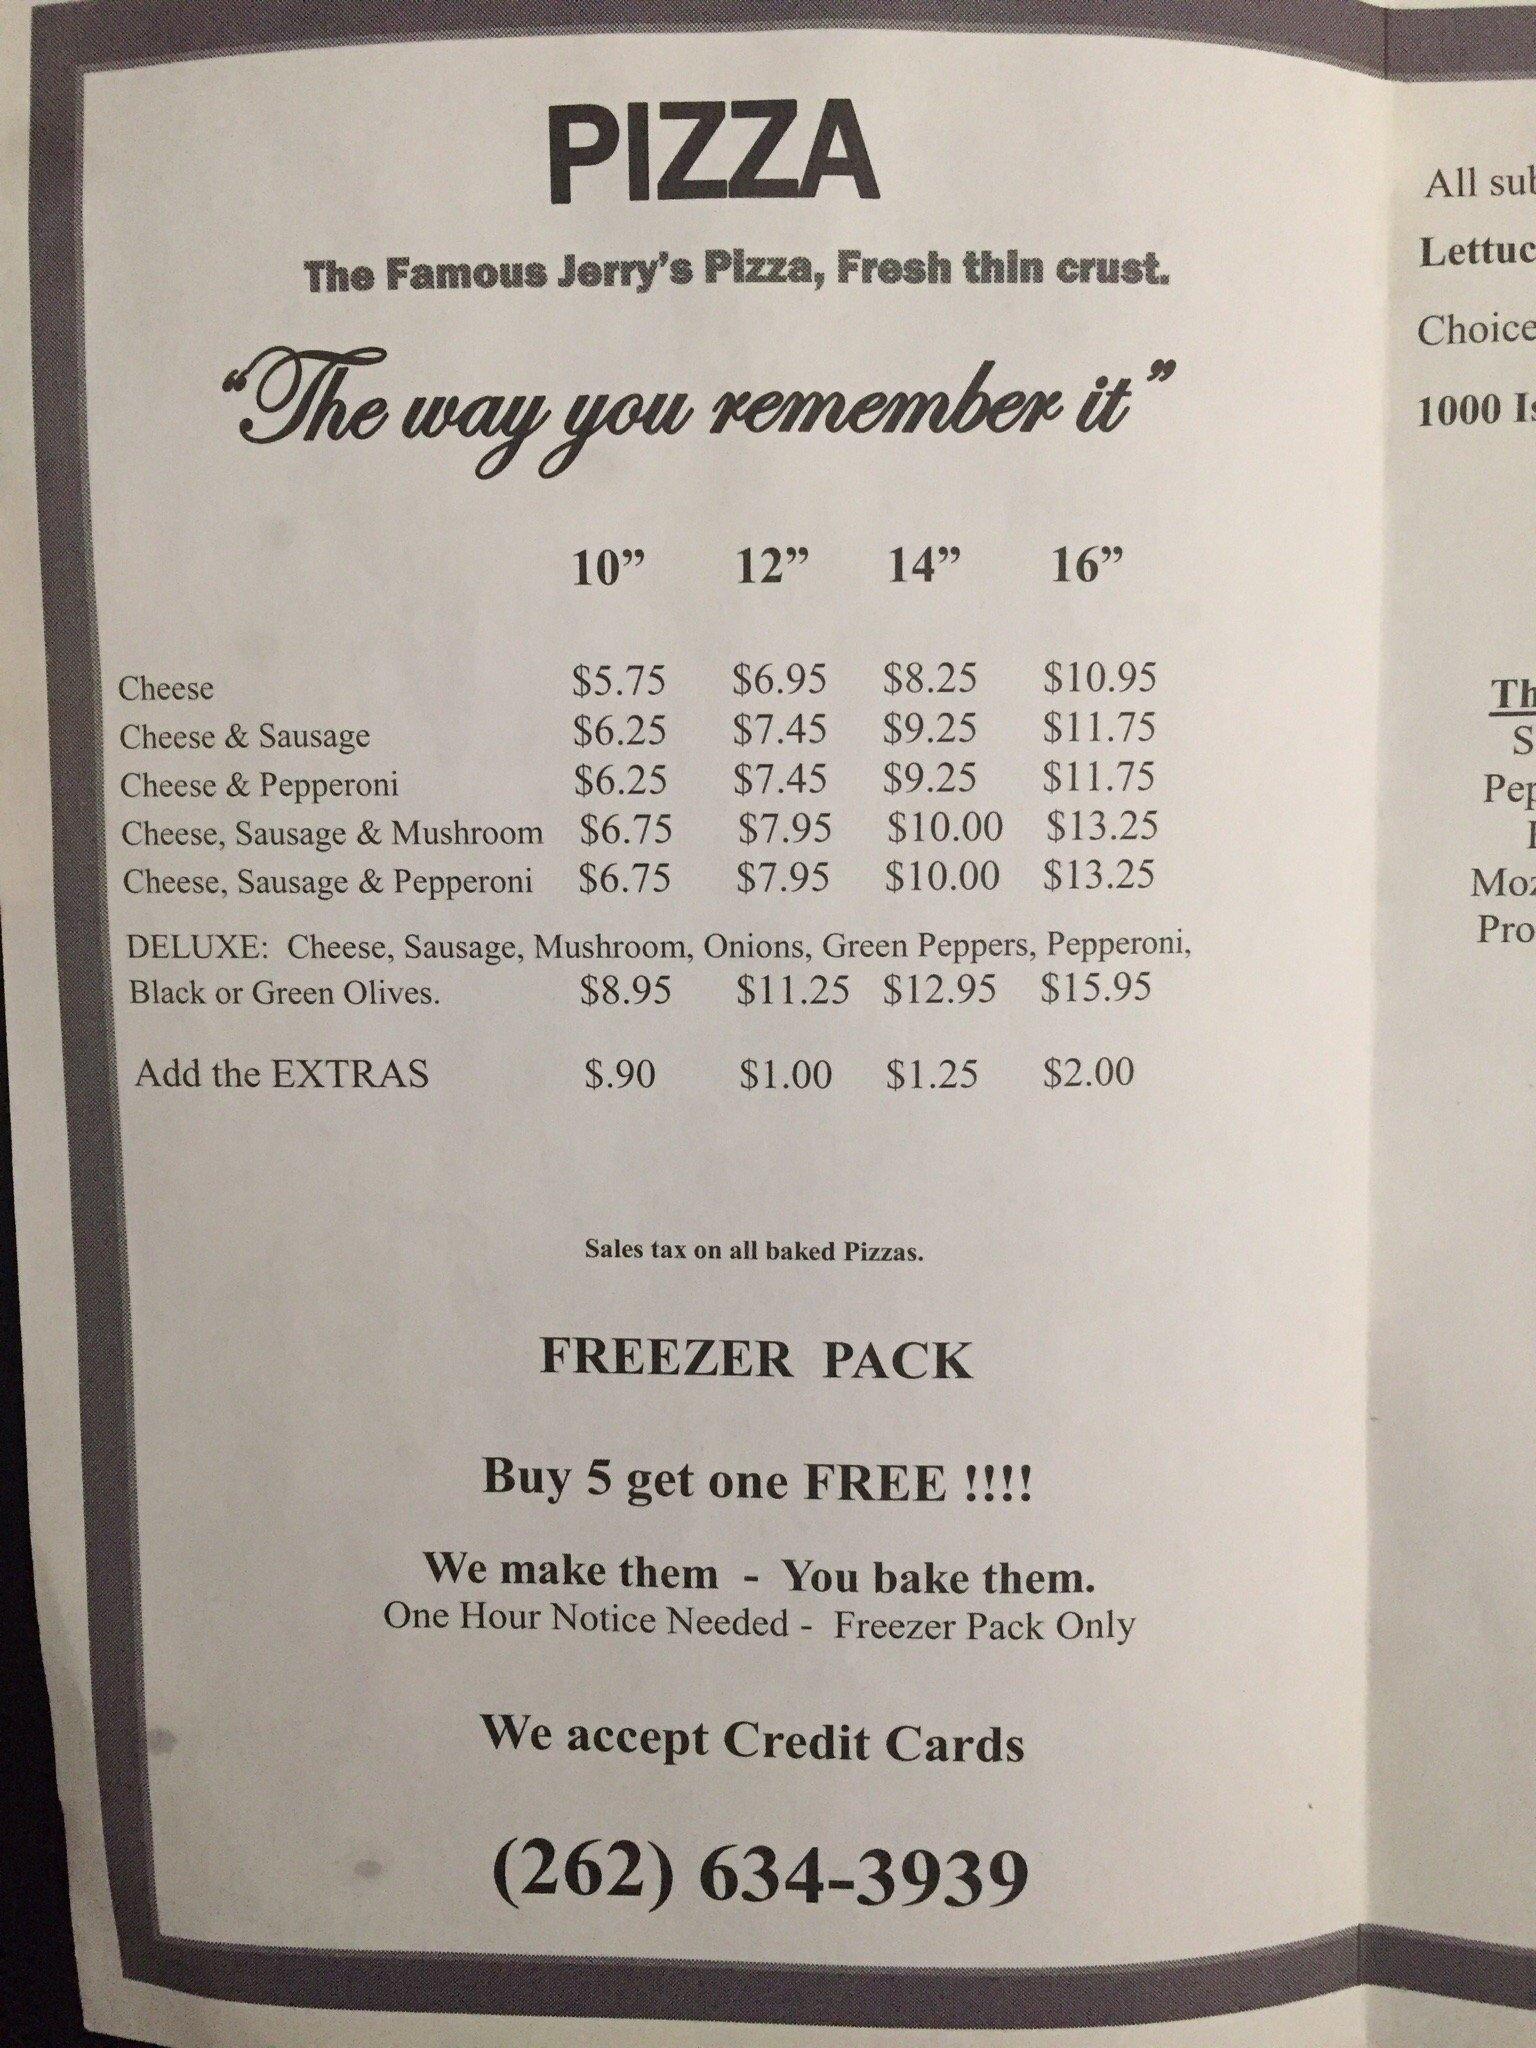 PIZZA
The Famous Jerry's Pizza, Fresh thin crust.
"The way you remember it"
10" 12" 14" 16"
Cheese $5.75 $6.95 $8.25 $10.95
Cheese & Sausage $6.25 $7.45 $9.25 $11.75
Cheese & Pepperoni $6.25 $7.45 $9.25 $11.75
Cheese, Sausage & Mushroom $6.75 $7.95 $10.00 $13.25
Cheese, Sausage & Pepperoni $6.75 $7.95 $10.00 $13.25
DELUXE: Cheese, Sausage, Mushroom, Onions, Green Peppers, Pepperoni,
Black or Green Olives. $8.95 $11.25 $12.95 $15.95
Add the EXTRAS $.90 $1.00 $1.25 $2.00
Sales tax on all baked Pizzas.
FREEZER PACK
Buy 5 get one FREE !!!!
We make them - You bake them.
One Hour Notice Needed - Freezer Pack Only
We accept Credit Cards
(262) 634-3939
All
Choice
1000